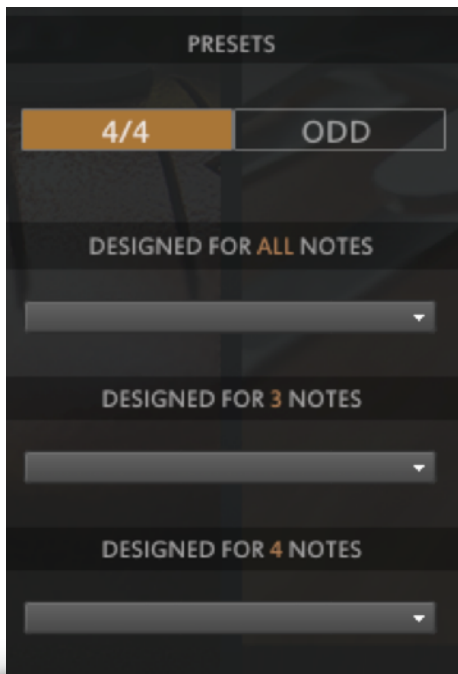 PRESETS
4/4 ODD
DESIGNED FOR ALL NOTES
DESIGNED FOR 3 NOTES
DESIGNED FOR 4 NOTES